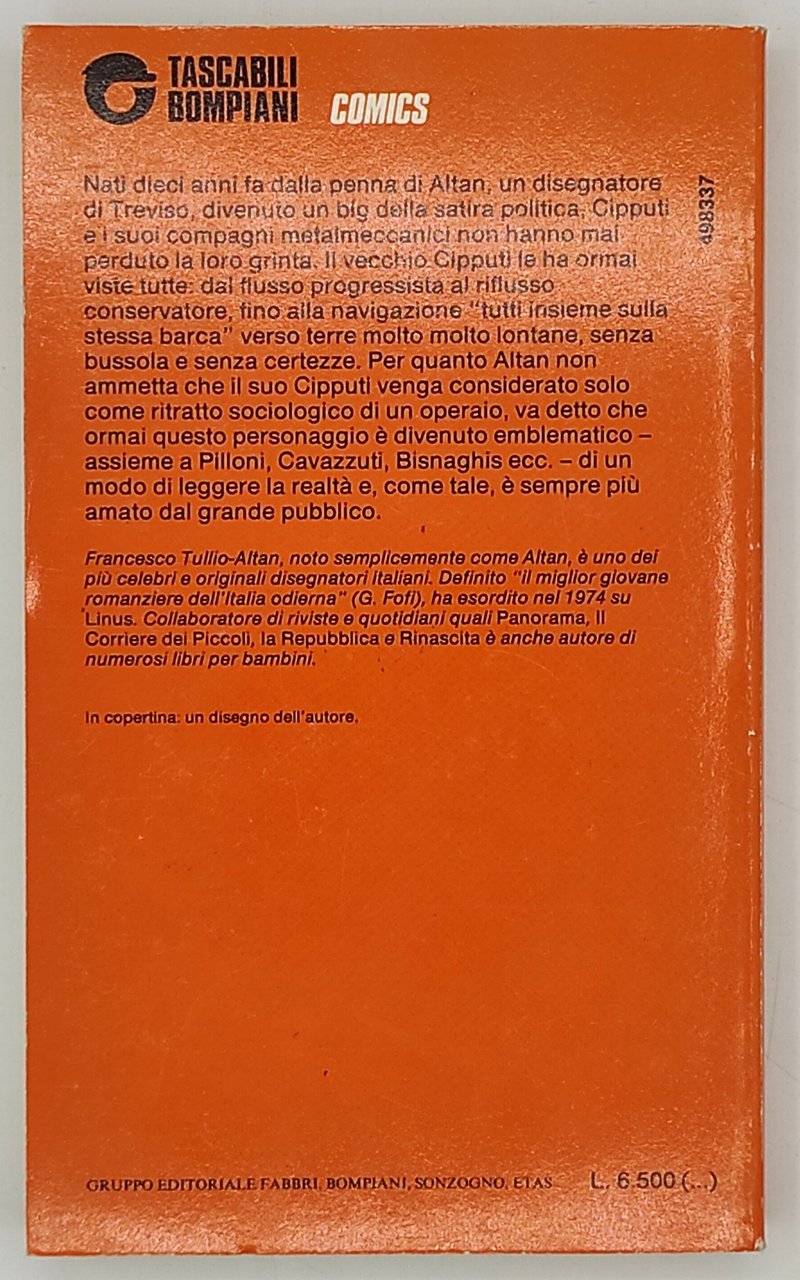 TASCABILI
BOMPIANI
COMICS
Nati dieci anni fa dalla penna di Altan, un disegnatore
di Treviso, divenuto un big della satira politica, Cipputi
e i suoi compagni metalmeccanici non hanno mai
perduto la loro grinta. Il vecchio Cipputi le ha ormai
viste tutte: dal flusso progressista al riflusso
conservatore, fino alla navigazione "tutti insieme sulla
stessa barca" verso terre molto molto lontane, senza
bussola e senza certezze. Per quanto Altan non
ammetta che il suo Cipputi venga considerato solo
come ritratto sociologico di un operaio, va detto che
ormai questo personaggio è divenuto emblematico –
assieme a Pilloni, Cavazzuti, Bisnaghis ecc. – di un
modo di leggere la realtà e, come tale, è sempre più
amato dal grande pubblico.
498337
Francesco Tullio-Altan, noto semplicemente come Altan, è uno dei
più celebri e originali disegnatori italiani. Definito "il miglior giovane
romanziere dell'Italia odierna" (G. Fofi), ha esordito nel 1974 su
Linus. Collaboratore di riviste e quotidiani quali Panorama, Il
Corriere dei Piccoli, la Repubblica e Rinascita è anche autore di
numerosi libri per bambini.
In copertina: un disegno dell'autore.
GRUPPO EDITORIALE FABBRI, BOMPIANI, SONZOGNO, ETAS
L. 6.500 (...)